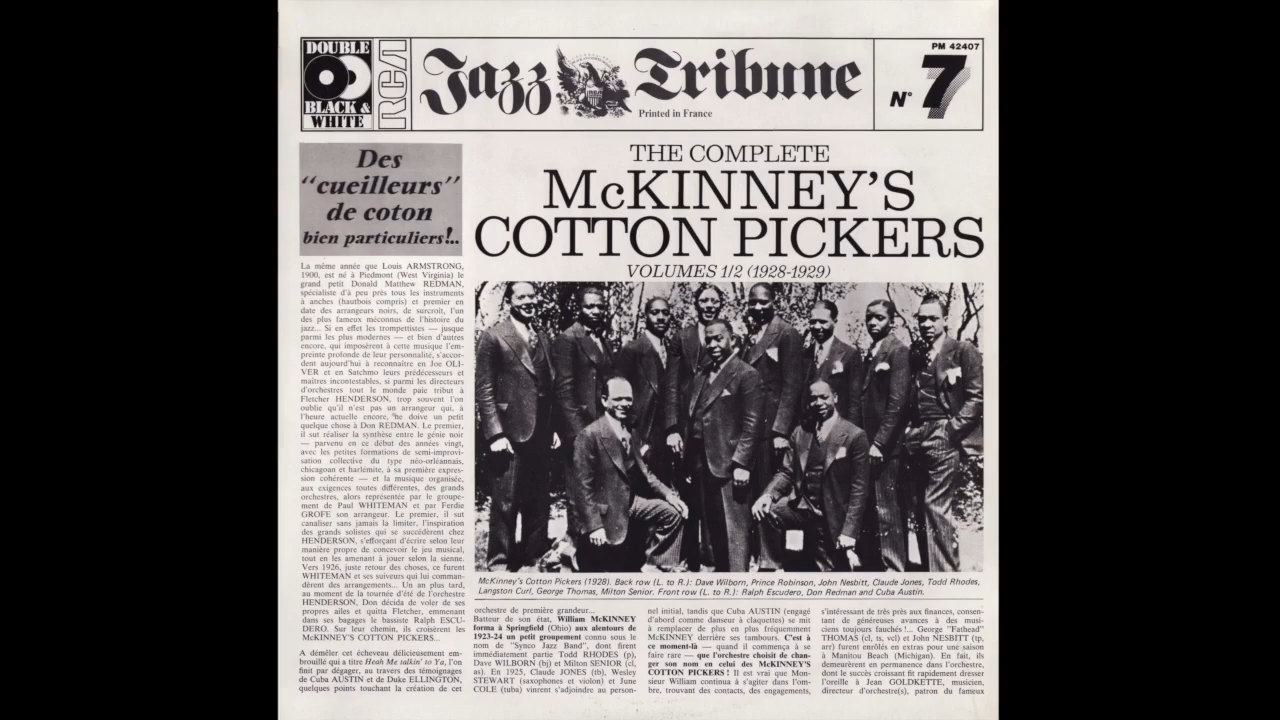 DOUBLE
BLACK &
WHITE
RCA
Jazz Tribune
Printed in France
PM 42407
N° 7
Des
"cueilleurs"
de coton
bien particuliers!..
THE COMPLETE
McKINNEY'S
COTTON PICKERS
VOLUMES 1/2 (1928-1929)
La même année que Louis ARMSTRONG,
1900, est né à Piedmont (West Virginia) le
grand petit Donald Matthew REDMAN,
spécialiste d'à peu près tous les instruments
à anches (hautbois compris) et premier en
date des arrangeurs noirs, de surcroît, l'un
des plus fameux méconnus de l'histoire du
jazz... Si en effet les trompettistes — jusque
parmi les plus modernes — et bien d'autres
encore, qui imposèrent à cette musique l'em-
preinte profonde de leur personnalité, s'accor-
dent aujourd'hui à reconnaître en Joe OLI-
VER et en Satchmo leurs prédécesseurs et
maîtres incontestables, si parmi les directeurs
d'orchestres tout le monde paie tribut à
Fletcher HENDERSON, trop souvent l'on
oublie qu'il n'est pas un arrangeur qui, à
l'heure actuelle encore, ne doive un petit
quelque chose à Don REDMAN. Le premier,
il sut réaliser la synthèse entre le génie noir
— parvenu en ce début des années vingt,
avec les petites formations de semi-improvi-
sation collective du type néo-orléannais,
chicagoan et harlémite, à sa première expres-
sion cohérente — et la musique organisée,
aux exigences toutes différentes, des grands
orchestres, alors représentée par le groupe-
ment de Paul WHITEMAN et par Ferdie
GROFE son arrangeur. Le premier, il sut
canaliser sans jamais la limiter, l'inspiration
des grands solistes qui se succédèrent chez
HENDERSON, s'efforçant d'écrire selon leur
manière propre de concevoir le jeu musical,
tout en les amenant à jouer selon la sienne.
Vers 1926, juste retour des choses, ce furent
WHITEMAN et ses suiveurs qui lui comman-
dèrent des arrangements... Un an plus tard,
au moment de la tournée d'été de l'orchestre
HENDERSON, Don décida de voler de ses
propres ailes et quitta Fletcher, emmenant
dans ses bagages le bassiste Ralph ESCU-
DERO. Sur leur chemin, ils croisèrent les
McKINNEY'S COTTON PICKERS...
A démêler cet écheveau délicieusement em-
brouillé qui a titre Heah Me talkin' to Ya, l'on
finit par dégager, au travers des témoignages
de Cuba AUSTIN et de Duke ELLINGTON,
quelques points touchant la création de cet
McKinney's Cotton Pickers (1928). Back row (L. to R.): Dave Wilborn, Prince Robinson, John Nesbitt, Claude Jones, Todd Rhodes,
Langston Curl, George Thomas, Milton Senior. Front row (L. to R.): Ralph Escudero, Don Redman and Cuba Austin.
orchestre de première grandeur...
Batteur de son état, William McKINNEY
forma à Springfield (Ohio) aux alentours de
1923-24 un petit groupement connu sous le
nom de "Synco Jazz Band", dont firent
immédiatement partie Todd RHODES (p),
Dave WILBORN (bj) et Milton SENIOR (cl,
as). En 1925, Claude JONES (tb), Wesley
STEWART (saxophones et violon) et June
COLE (tuba) vinrent s'adjoindre au person-
nel initial, tandis que Cuba AUSTIN (engagé
d'abord comme danseur à claquettes) se mit
à remplacer de plus en plus fréquemment
McKINNEY derrière ses tambours. C'est à
ce moment-là — quand il commença à se
faire rare — que l'orchestre choisit de chan-
ger son nom en celui des McKINNEY'S
COTTON PICKERS ! Il est vrai que Mon-
sieur William continua à s'agiter dans l'om-
bre, trouvant des contacts, des engagements,
s'intéressant de très près aux finances, consen-
tant de généreuses avances à des musi-
ciens toujours fauchés !... George "Fathead"
THOMAS (cl, ts, vcl) et John NESBITT (tp,
arr) furent enrôlés en extras pour une saison
à Manitou Beach (Michigan). En fait, ils
demeurèrent en permanence dans l'orchestre,
dont le succès croissant fit rapidement dresser
l'oreille à Jean GOLDKETTE, musicien,
directeur d'orchestre(s), patron du fameux